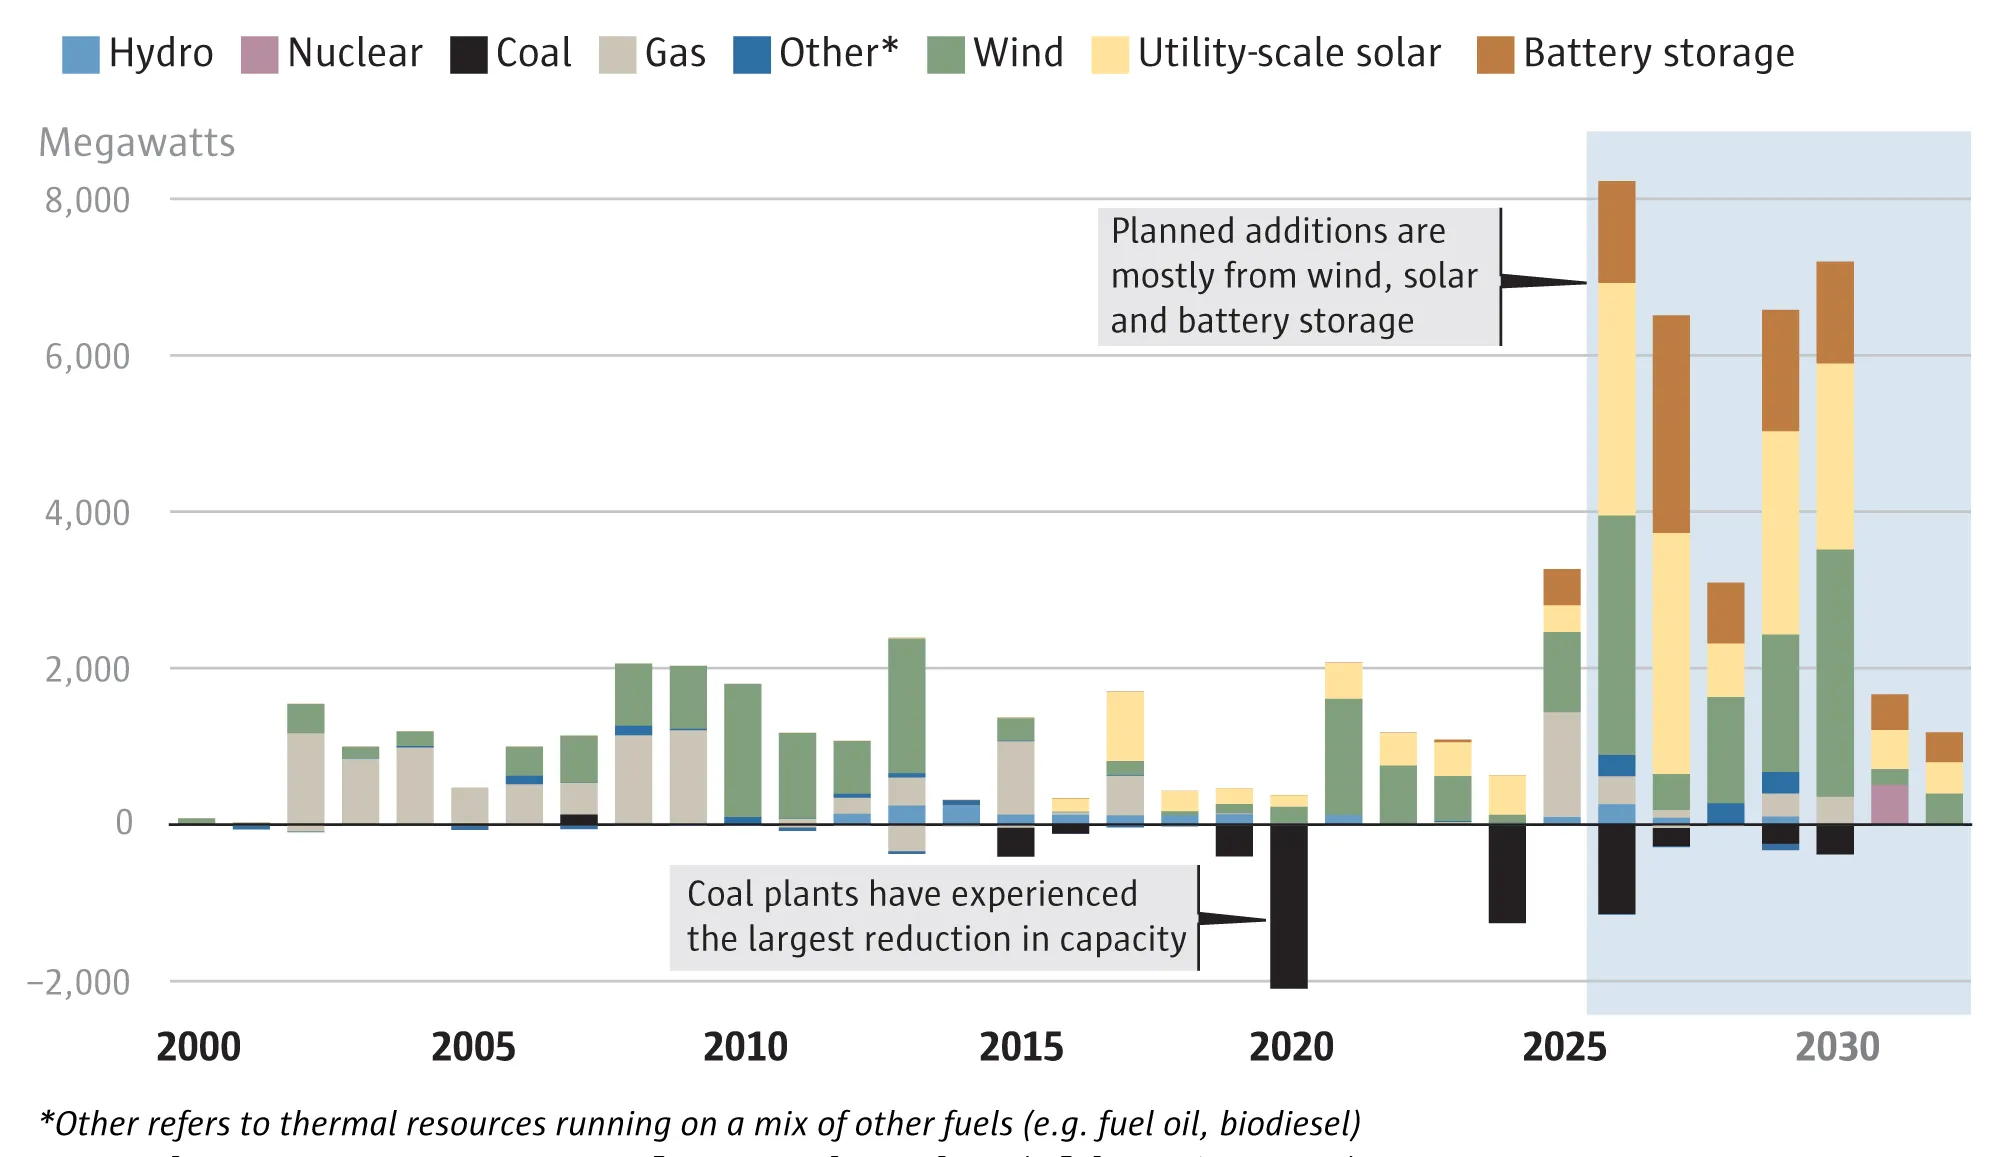 Hydro Nuclear Coal Gas Other* Wind Utility-scale solar Battery storage
Megawatts
8,000
6,000
4,000
2,000
0
–2,000
Planned additions are
mostly from wind, solar
and battery storage
Coal plants have experienced
the largest reduction in capacity
2000 2005 2010 2015 2020 2025 2030
*Other refers to thermal resources running on a mix of other fuels (e.g. fuel oil, biodiesel)